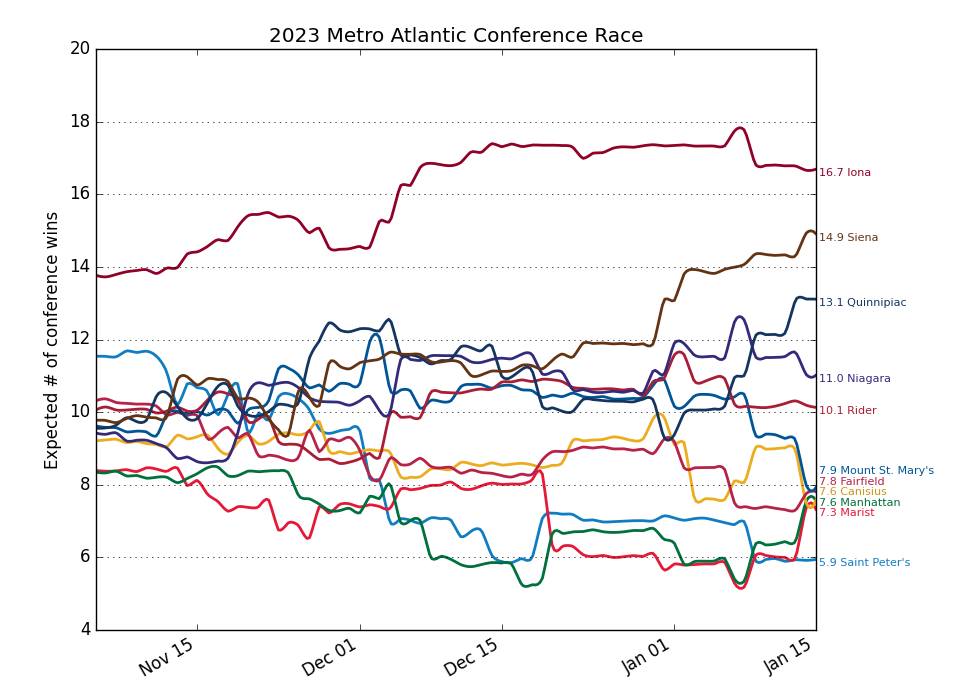 2023 Metro Atlantic Conference Race
Expected # of conference wins
20
18
16
14
12
10
8
6
4
16.7 Iona
14.9 Siena
13.1 Quinnipiac
11.0 Niagara
10.1 Rider
7.9 Mount St. Mary's
7.8 Fairfield
7.6 Canisius
7.6 Manhattan
7.3 Marist
5.9 Saint Peter's
Nov 15
Dec 01
Dec 15
Jan 01
Jan 15